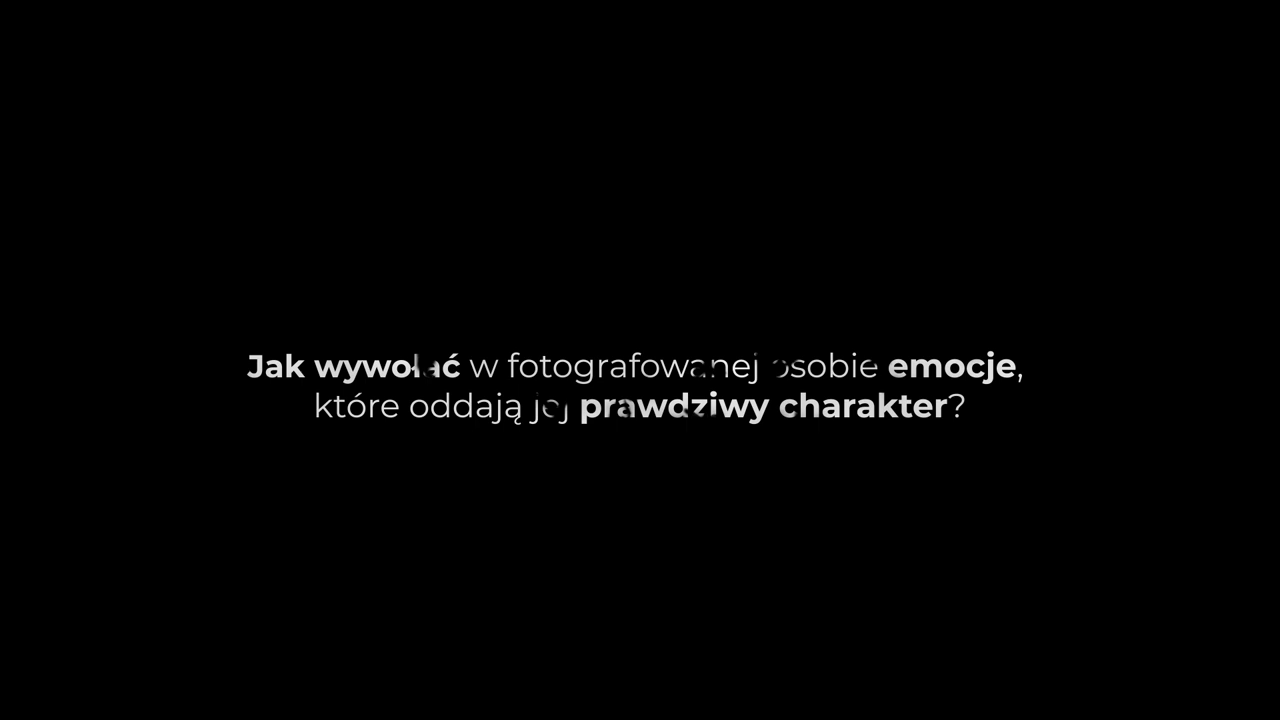 Jak wywołać w fotografowanej osobie emocje,
które oddają jej prawdziwy charakter?